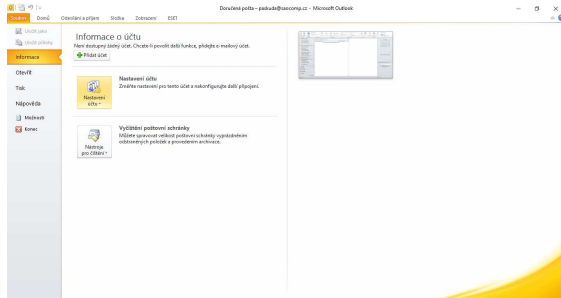 Doručená pošta – paskuda@saocomp.cz – Microsoft Outlook
Soubor Domů Odesílání a příjem Složka Zobrazení ESET
Uložit jako
Uložit přílohy
Informace
Otevřít
Tisk
Nápověda
Možnosti
Konec
Informace o účtu
Není dostupný žádný účet. Chcete-li povolit další funkce, přidejte e-mailový účet.
Přidat účet
Nastavení účtu
Nastavení účtu
Změňte nastavení pro tento účet a nakonfigurujte další připojení.
Nástroje pro čištění
Vyčištění poštovní schránky
Můžete spravovat velikost poštovní schránky vyprázdněním
odstraněných položek a provedením archivace.